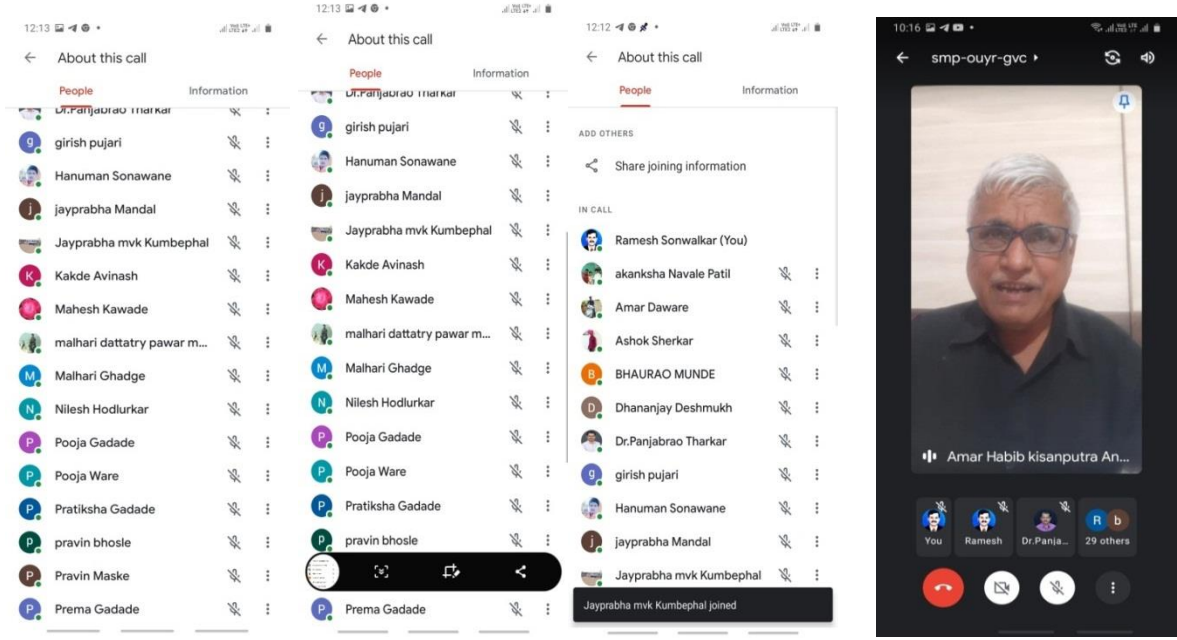 12:13
About this call
People Information
Dr.Panjabrao Tharkar
g girish pujari
Hanuman Sonawane
j jayprabha Mandal
Jayprabha mvk Kumbephal
K Kakde Avinash
Mahesh Kawade
malhari dattatry pawar m...
M Malhari Ghadge
N Nilesh Hodlurkar
P Pooja Gadade
P Pooja Ware
P Pratiksha Gadade
p pravin bhosle
P Pravin Maske
P Prema Gadade
12:13
About this call
People Information
Dr.Panjabrao Tharkar
g girish pujari
Hanuman Sonawane
j jayprabha Mandal
Jayprabha mvk Kumbephal
K Kakde Avinash
Mahesh Kawade
malhari dattatry pawar m...
M Malhari Ghadge
N Nilesh Hodlurkar
P Pooja Gadade
P Pooja Ware
P Pratiksha Gadade
p pravin bhosle
P Prema Gadade
12:12
About this call
People Information
ADD OTHERS
Share joining information
IN CALL
Ramesh Sonwalkar (You)
akanksha Navale Patil
Amar Daware
Ashok Sherkar
B BHAURAO MUNDE
D Dhananjay Deshmukh
Dr.Panjabrao Tharkar
g girish pujari
Hanuman Sonawane
j jayprabha Mandal
Jayprabha mvk Kumbephal
Jayprabha mvk Kumbephal joined
10:16
smp-ouyr-gvc
Amar Habib kisanputra An...
R b
You Ramesh Dr.Panja... 29 others